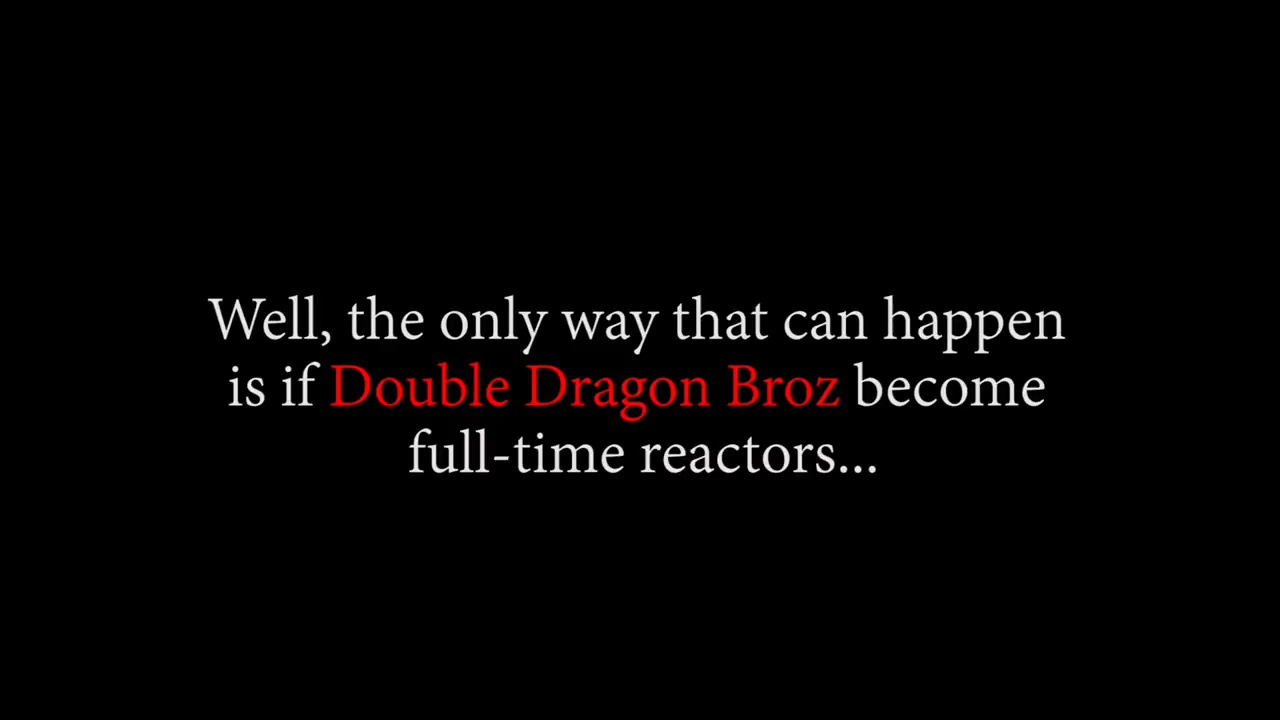 Well, the only way that can happen
is if Double Dragon Broz become
full-time reactors...